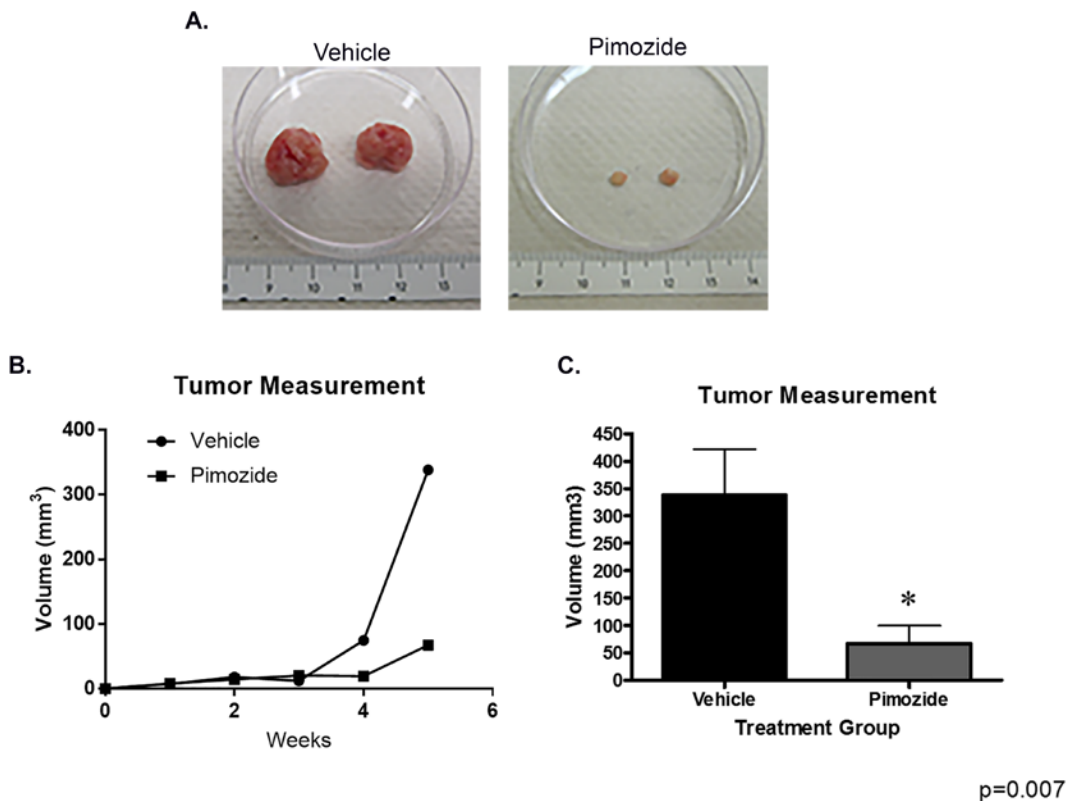 A.
Vehicle
Pimozide
8 9 10 11 12 13
9 10 11 12 13 14
B.
Tumor Measurement
Vehicle
Pimozide
Volume (mm³)
400
300
200
100
0
0 2 4 6
Weeks
C.
Tumor Measurement
Volume (mm3)
450
400
350
300
250
200
150
100
50
0
*
Vehicle Pimozide
Treatment Group
p=0.007